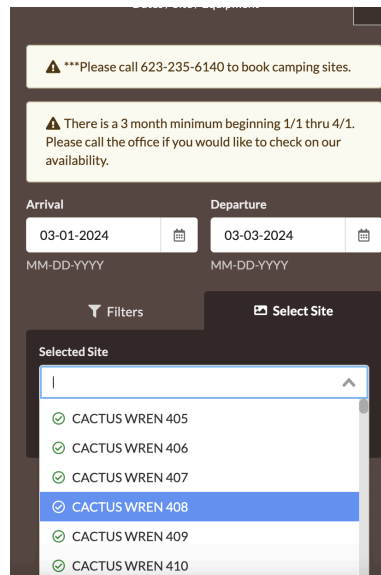 ***Please call 623-235-6140 to book camping sites.
There is a 3 month minimum beginning 1/1 thru 4/1.
Please call the office if you would like to check on our
availability.
Arrival
Departure
03-01-2024
03-03-2024
MM-DD-YYYY
MM-DD-YYYY
Filters
Select Site
Selected Site
CACTUS WREN 405
CACTUS WREN 406
CACTUS WREN 407
CACTUS WREN 408
CACTUS WREN 409
CACTUS WREN 410